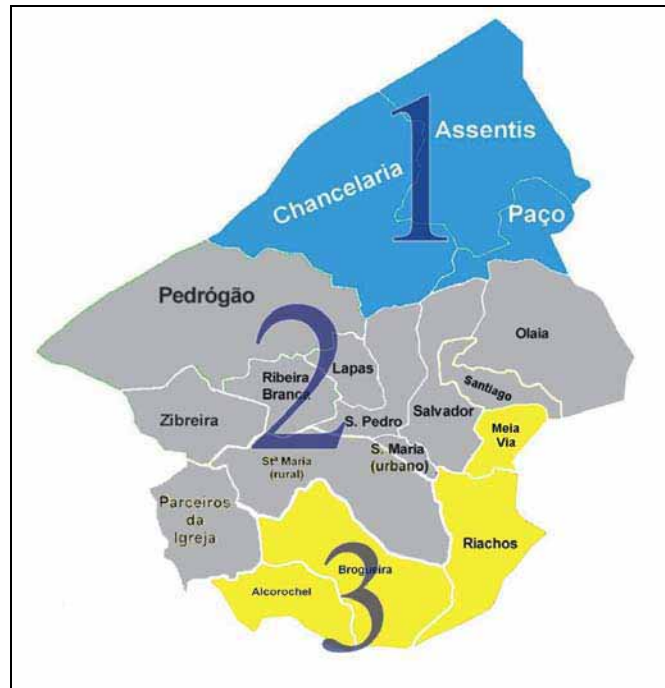 1
Assentis
Chancelaria
Paço
Pedrógão
2
Olaia
Lapas
Ribeira
Branca
Santiago
Zibreira
S. Pedro
Salvador
Meia
Via
S. Maria
(urbano)
Stª Maria
(rural)
Parceiros
da
Igreja
Riachos
3
Brogueira
Alcorochel